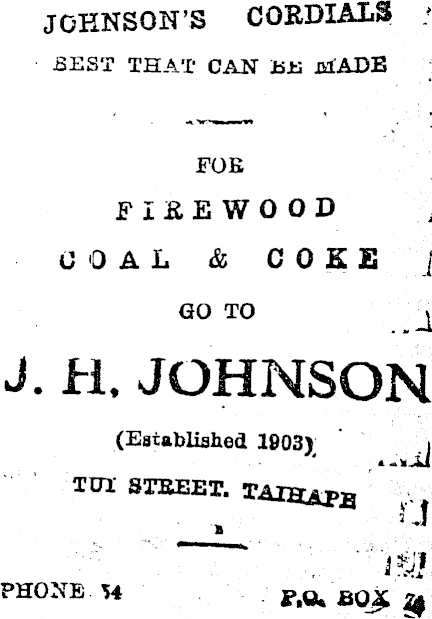 JOHNSON'S CORDIALS
BEST THAT CAN BE MADE
FOR
FIREWOOD
COAL & COKE
GO TO
J. H. JOHNSON
(Established 1903)
TUI STREET. TAIHAPE
PHONE 54
P.O. BOX